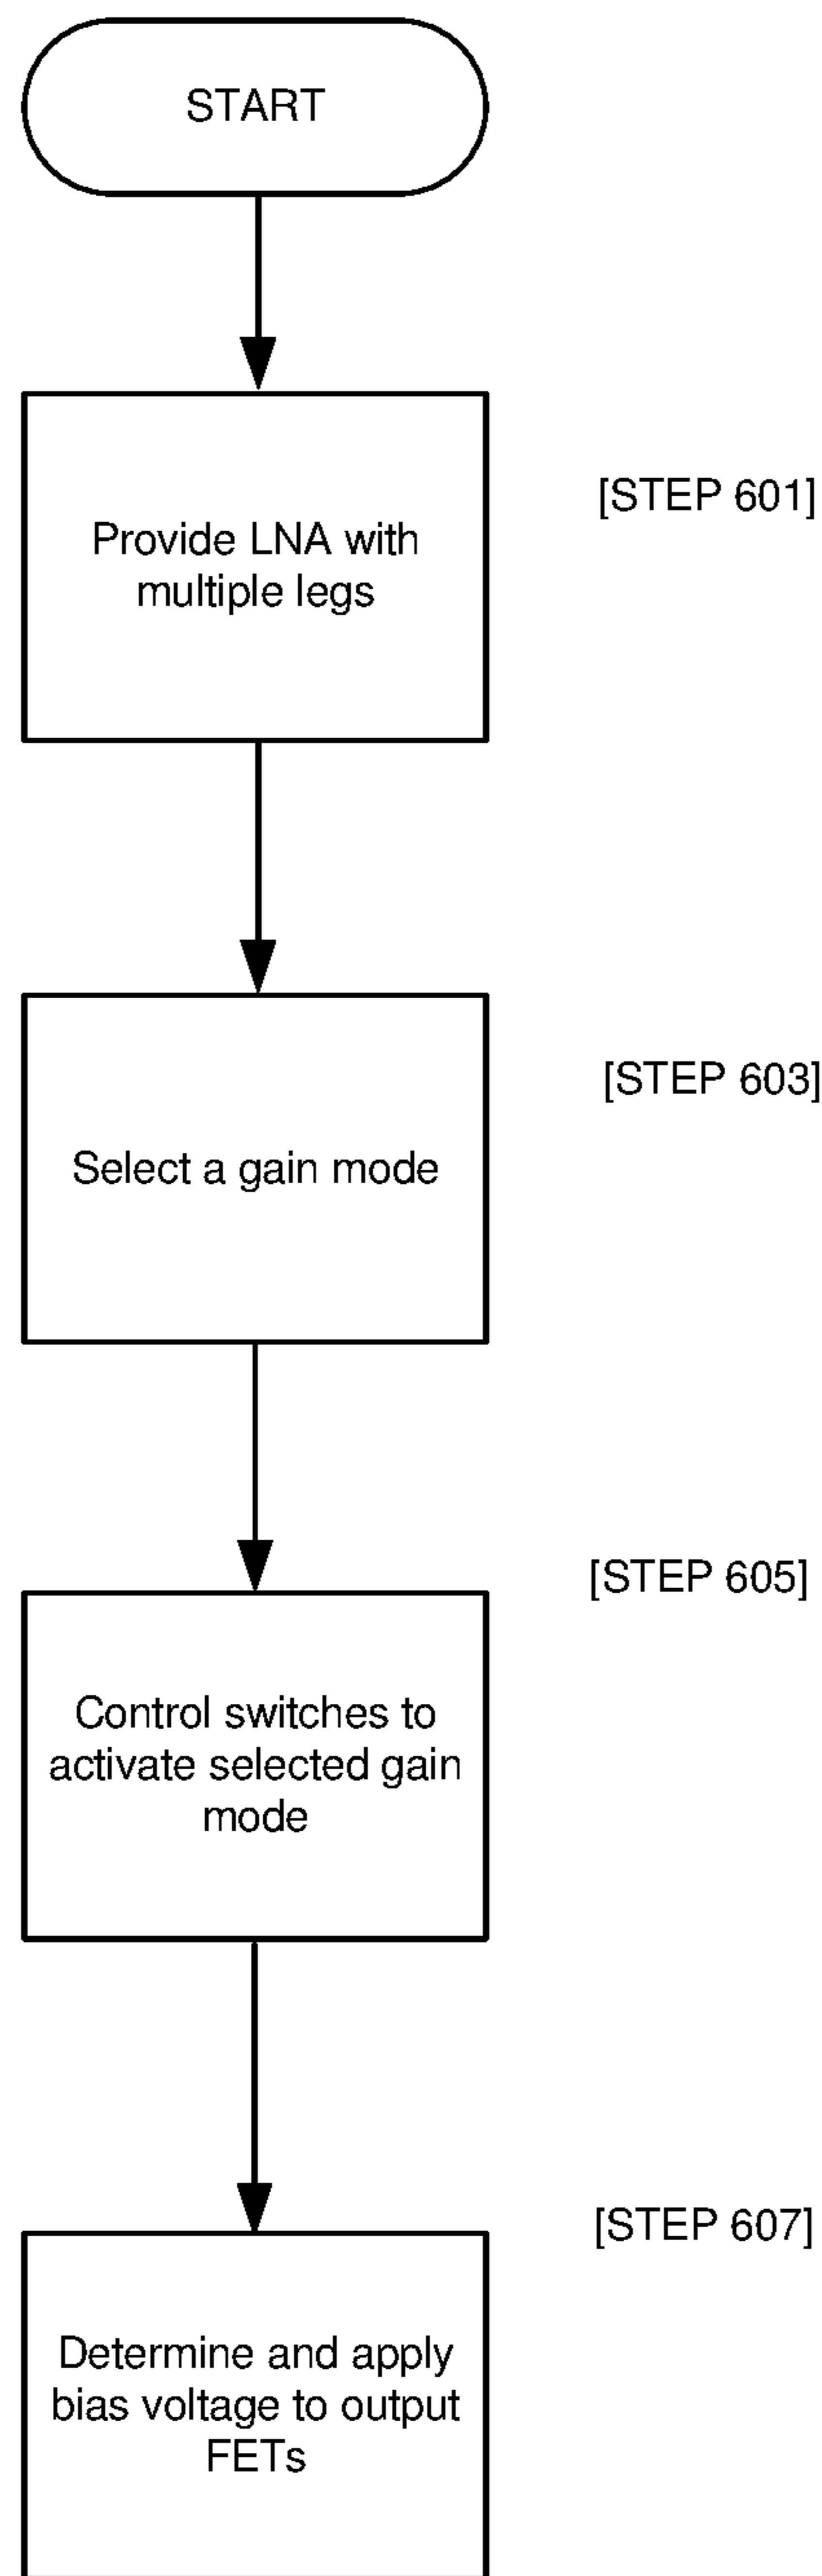 START
[STEP 601]
Provide LNA with
multiple legs
[STEP 603]
Select a gain mode
[STEP 605]
Control switches to
activate selected gain
mode
[STEP 607]
Determine and apply
bias voltage to output
FETs